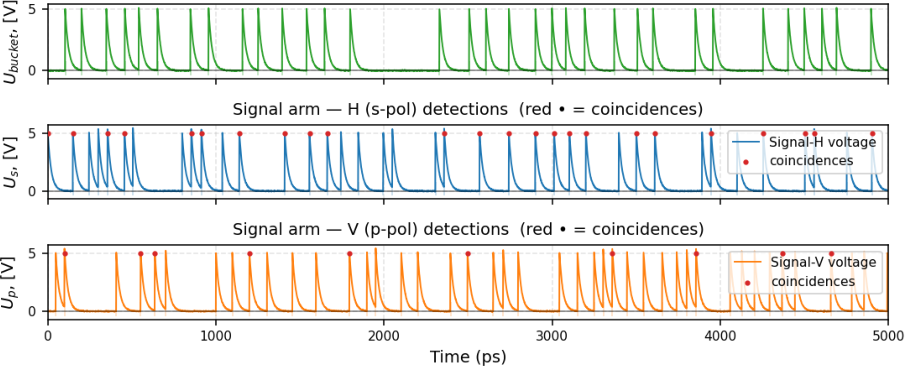 U_bucket, [V]
5
0
Signal arm — H (s-pol) detections (red • = coincidences)
U_s, [V]
5
0
Signal-H voltage
coincidences
Signal arm — V (p-pol) detections (red • = coincidences)
U_p, [V]
5
0
Signal-V voltage
coincidences
0 1000 2000 3000 4000 5000
Time (ps)